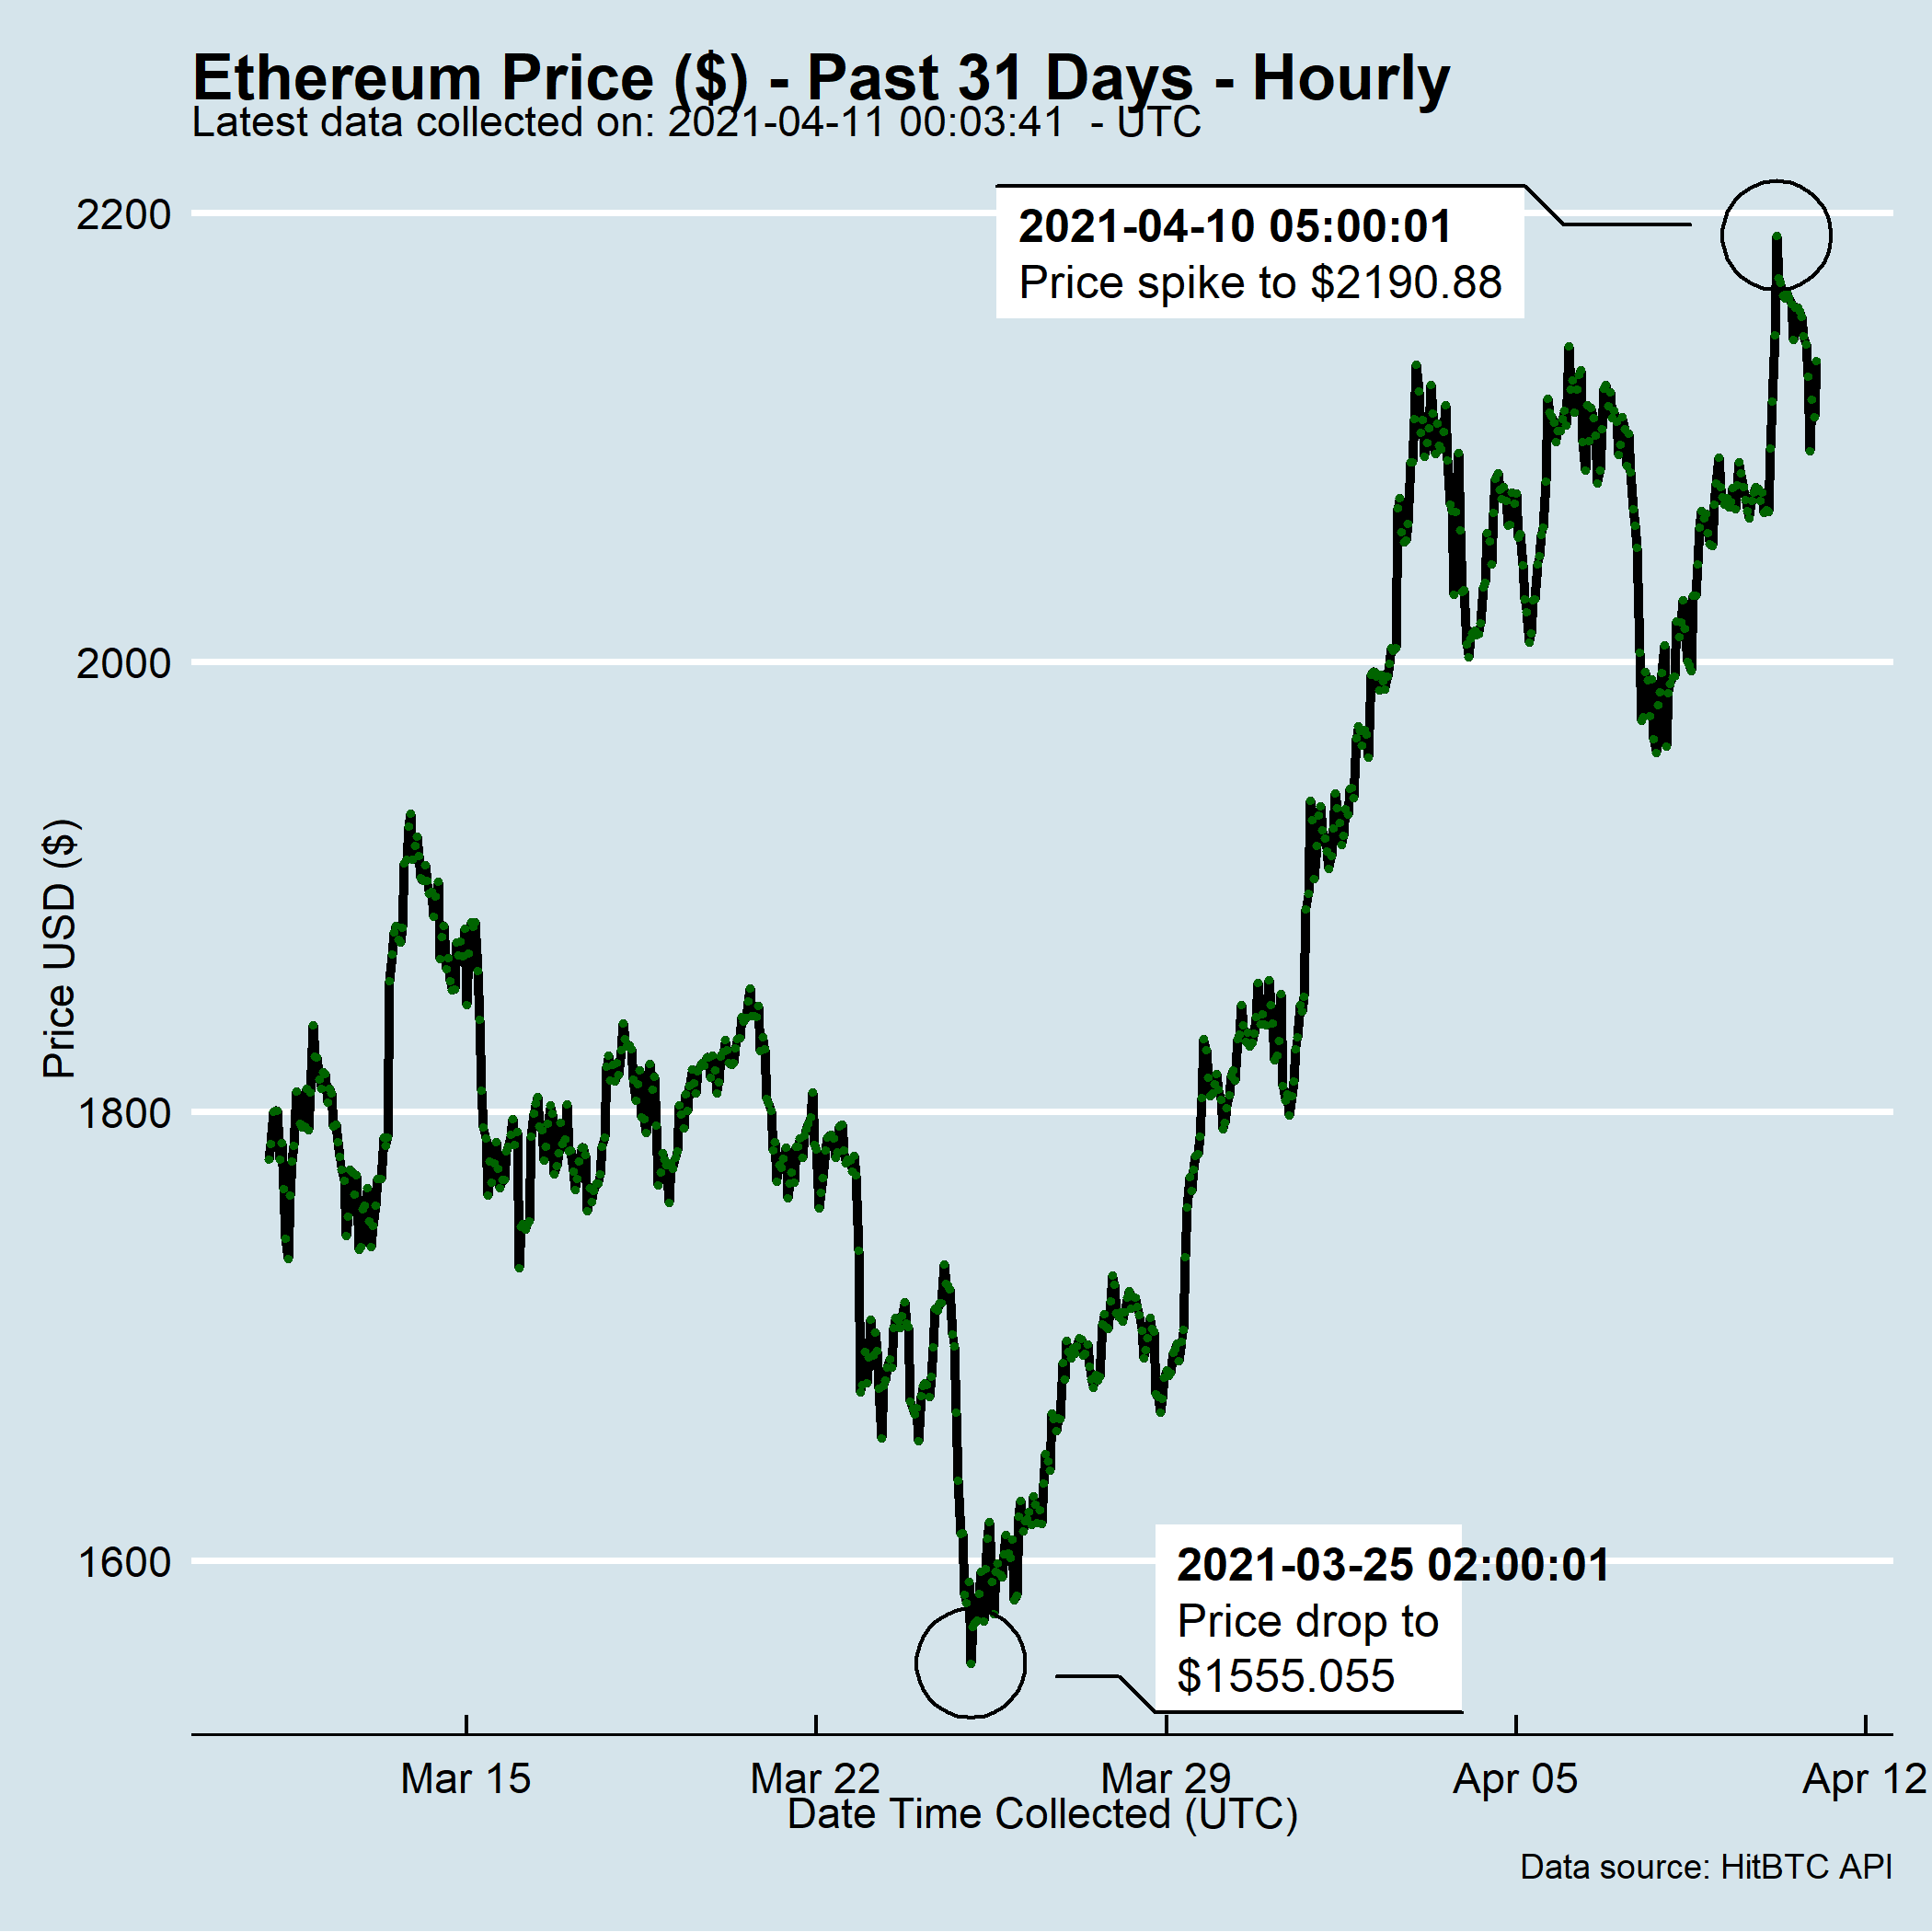 Ethereum Price ($) - Past 31 Days - Hourly
Latest data collected on: 2021-04-11 00:03:41  - UTC
2200
2021-04-10 05:00:01
Price spike to $2190.88
2000
Price USD ($)
1800
1600
2021-03-25 02:00:01
Price drop to
$1555.055
Mar 15
Mar 22
Mar 29
Apr 05
Apr 12
Date Time Collected (UTC)
Data source: HitBTC API